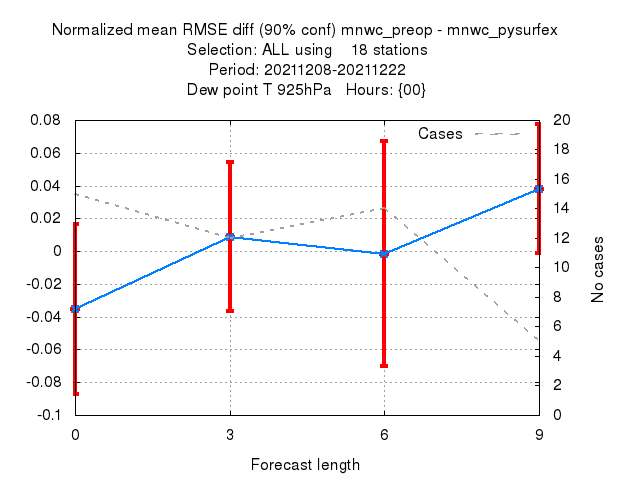 Normalized mean RMSE diff (90% conf) mnwc_preop - mnwc_pysurfex
Selection: ALL using    18 stations
Period: 20211208-20211222
Dew point T 925hPa   Hours: {00}
Cases
0.08
0.06
0.04
0.02
0
-0.02
-0.04
-0.06
-0.08
-0.1
20
18
16
14
12
10
8
6
4
2
0
No cases
0 3 6 9
Forecast length